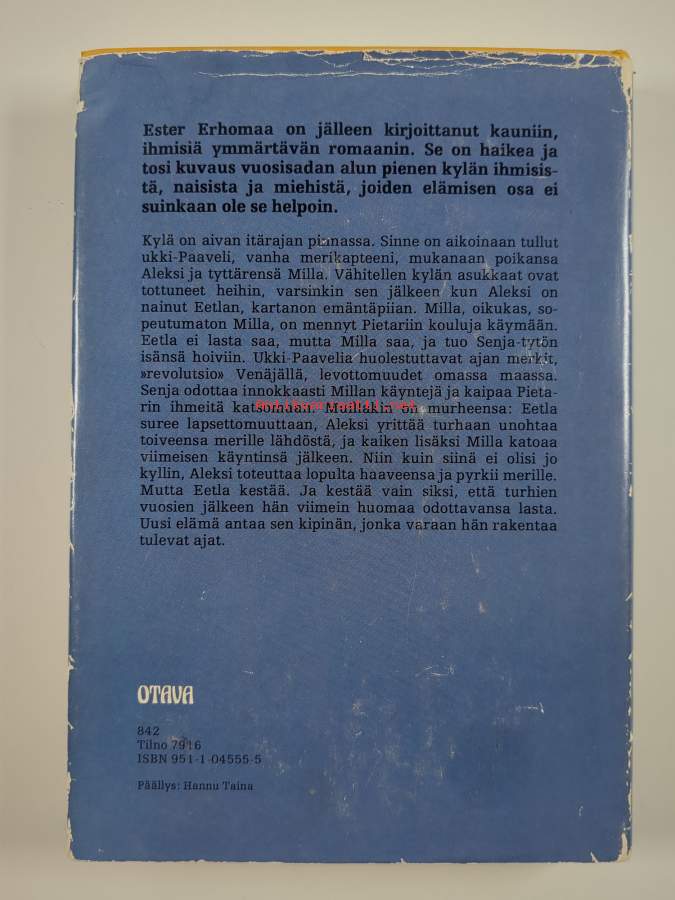 Ester Erhomaa on jälleen kirjoittanut kauniin,
ihmisiä ymmärtävän romaanin. Se on haikea ja
tosi kuvaus vuosisadan alun pienen kylän ihmisis-
tä, naisista ja miehistä, joiden elämisen osa ei
suinkaan ole se helpoin.
Kylä on aivan itärajan pinnassa. Sinne on aikoinaan tullut
ukki-Paaveli, vanha merikapteeni, mukanaan poikansa
Aleksi ja tyttärensä Milla. Vähitellen kylän asukkaat ovat
tottuneet heihin, varsinkin sen jälkeen kun Aleksi on
nainut Eetlan, kartanon emäntäpiian. Milla, oikukas, so-
peutumaton Milla, on mennyt Pietariin kouluja käymään.
Eetla ei lasta saa, mutta Milla saa, ja tuo Senja-tytön
isänsä hoiviin. Ukki-Paavelia huolestuttavat ajan merkit,
»revolutsio» Venäjällä, levottomuudet omassa maassa.
Senja odottaa innokkaasti Millan käyntejä ja kaipaa Pieta-
rin ihmeitä katsomaan. Muillakin on murheensa: Eetla
suree lapsettomuuttaan, Aleksi yrittää turhaan unohtaa
toiveensa merille lähdöstä, ja kaiken lisäksi Milla katoaa
viimeisen käyntinsä jälkeen. Niin kuin siinä ei olisi jo
kyllin, Aleksi toteuttaa lopulta haaveensa ja pyrkii merille.
Mutta Eetla kestää. Ja kestää vain siksi, että turhien
vuosien jälkeen hän viimein huomaa odottavansa lasta.
Uusi elämä antaa sen kipinän, jonka varaan hän rakentaa
tulevat ajat.
OTAVA
842
Tilno 7916
ISBN 951-1-04555-5
Päällys: Hannu Taina